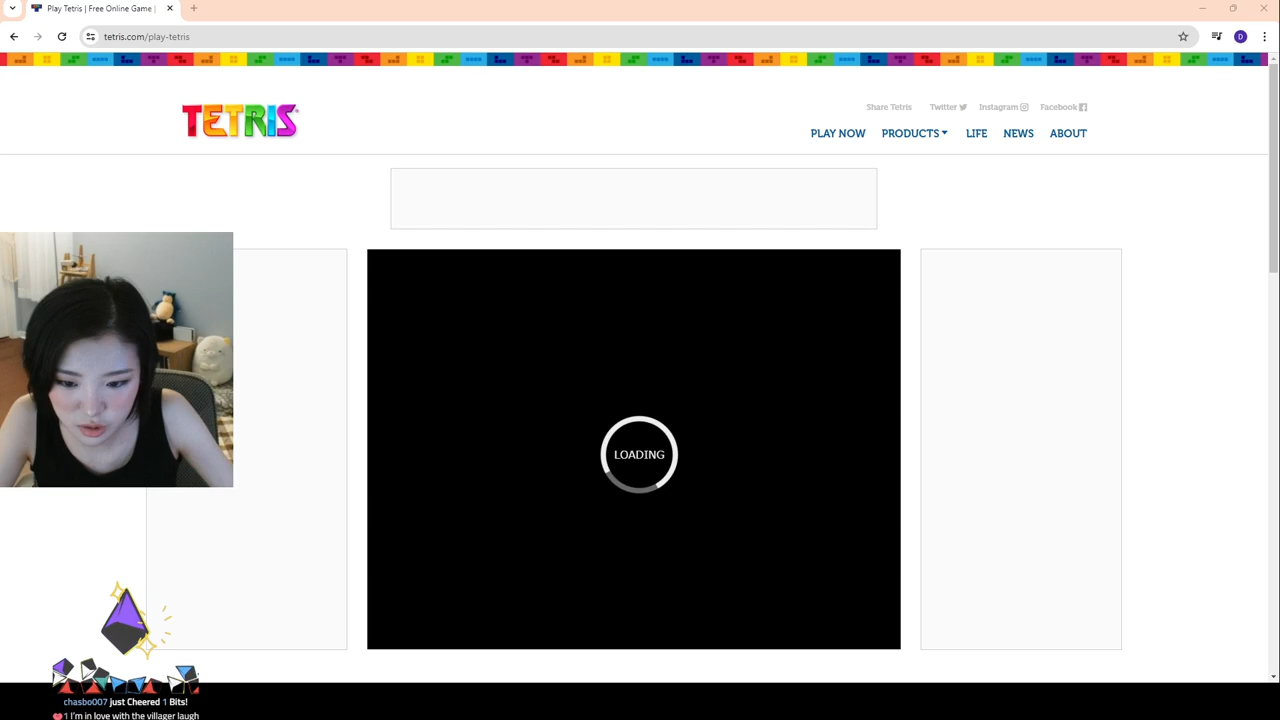 Play Tetris | Free Online Game |
tetris.com/play-tetris
D
TETRIS
Share Tetris Twitter Instagram Facebook
PLAY NOW PRODUCTS LIFE NEWS ABOUT
LOADING
chasbo007 just Cheered 1 Bits!
1 I'm in love with the villager laugh